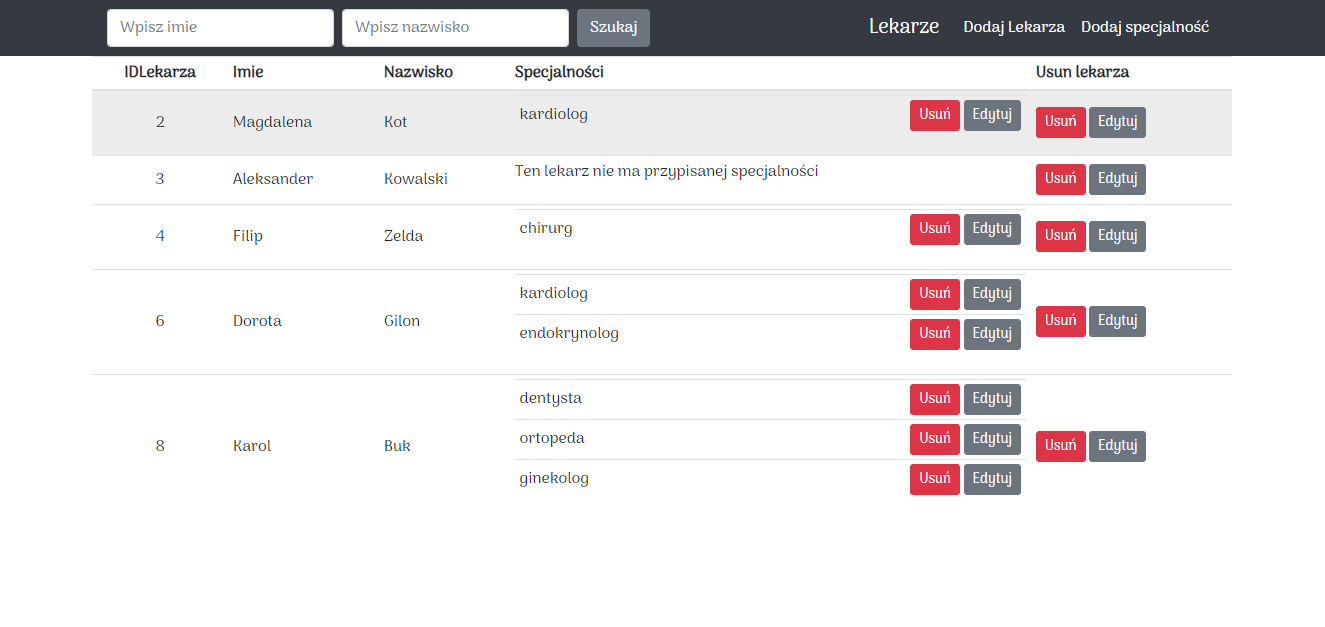 Wpisz imie Wpisz nazwisko Szukaj Lekarze Dodaj Lekarza Dodaj specjalność
IDLekarza Imie Nazwisko Specjalności Usun lekarza
2 Magdalena Kot kardiolog Usuń Edytuj Usuń Edytuj
3 Aleksander Kowalski Ten lekarz nie ma przypisanej specjalności Usuń Edytuj
4 Filip Zelda chirurg Usuń Edytuj Usuń Edytuj
kardiolog Usuń Edytuj
6 Dorota Gilon Usuń Edytuj
endokrynolog Usuń Edytuj
dentysta Usuń Edytuj
8 Karol Buk ortopeda Usuń Edytuj Usuń Edytuj
ginekolog Usuń Edytuj